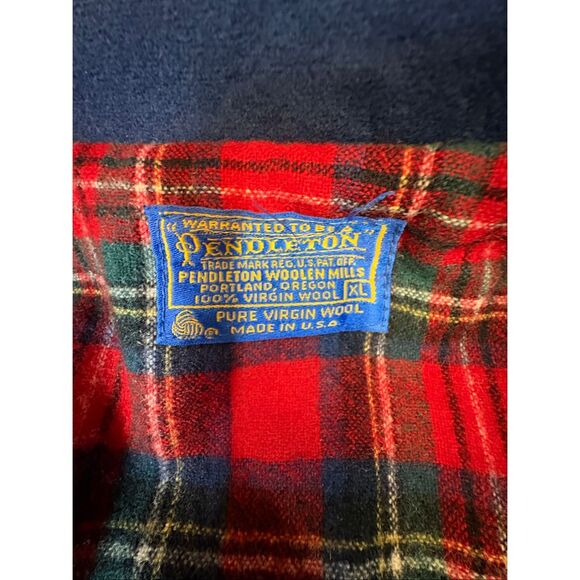 "WARRANTED TO BE A
PENDLETON"
TRADE MARK REG. U.S. PAT. OFF.
PENDLETON WOOLEN MILLS
PORTLAND, OREGON
100% VIRGIN WOOL XL
PURE VIRGIN WOOL
MADE IN U.S.A